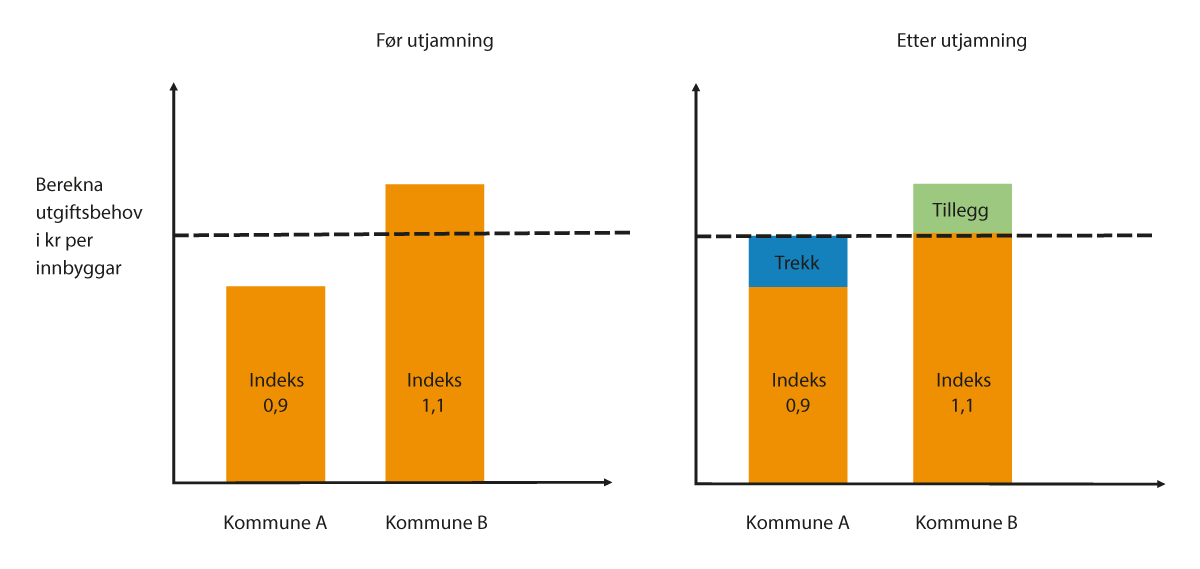 Før utjamning
Berekna
utgiftsbehov
i kr per
innbyggar
Indeks
0,9
Indeks
1,1
Kommune A
Kommune B
Etter utjamning
Trekk
Tillegg
Indeks
0,9
Indeks
1,1
Kommune A
Kommune B